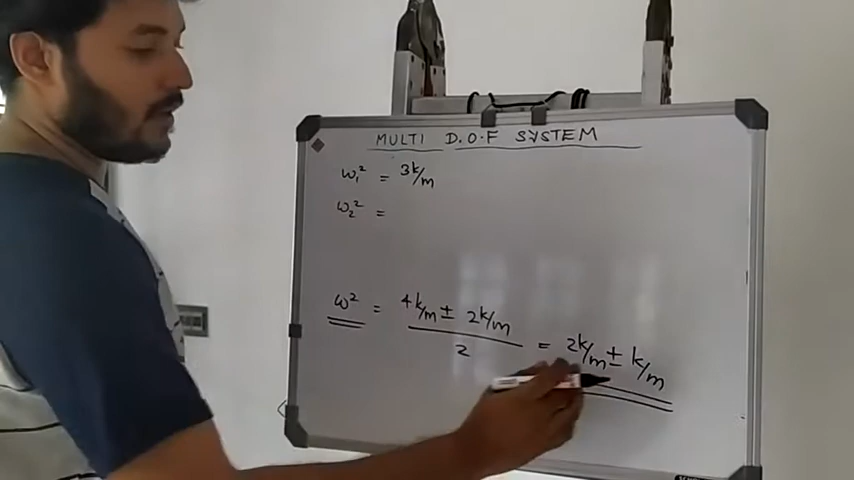 MULTI D.O.F SYSTEM
ω₁² = 3k/m
ω₂² =
ω² = 4k/m ± 2k/m / 2 = 2k/m ± k/m